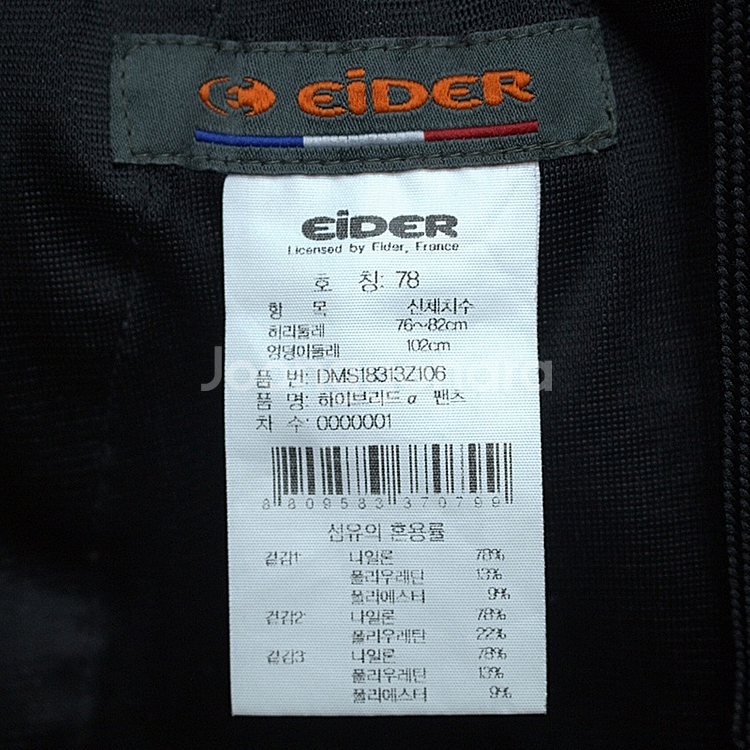 EiDER
EiDER
Licensed by Eider, France
호 칭: 78
항 목 신체치수
허리둘레 76~82cm
엉덩이둘레 102cm
품 번: DMS18313Z106
품 명: 하이브리드 α 팬츠
차 수: 0000001
8809583370799
섬유의 혼용률
겉감1 나일론 78%
폴리우레탄 13%
폴리에스터 9%
겉감2 나일론 78%
폴리우레탄 22%
겉감3 나일론 78%
폴리우레탄 13%
폴리에스터 9%